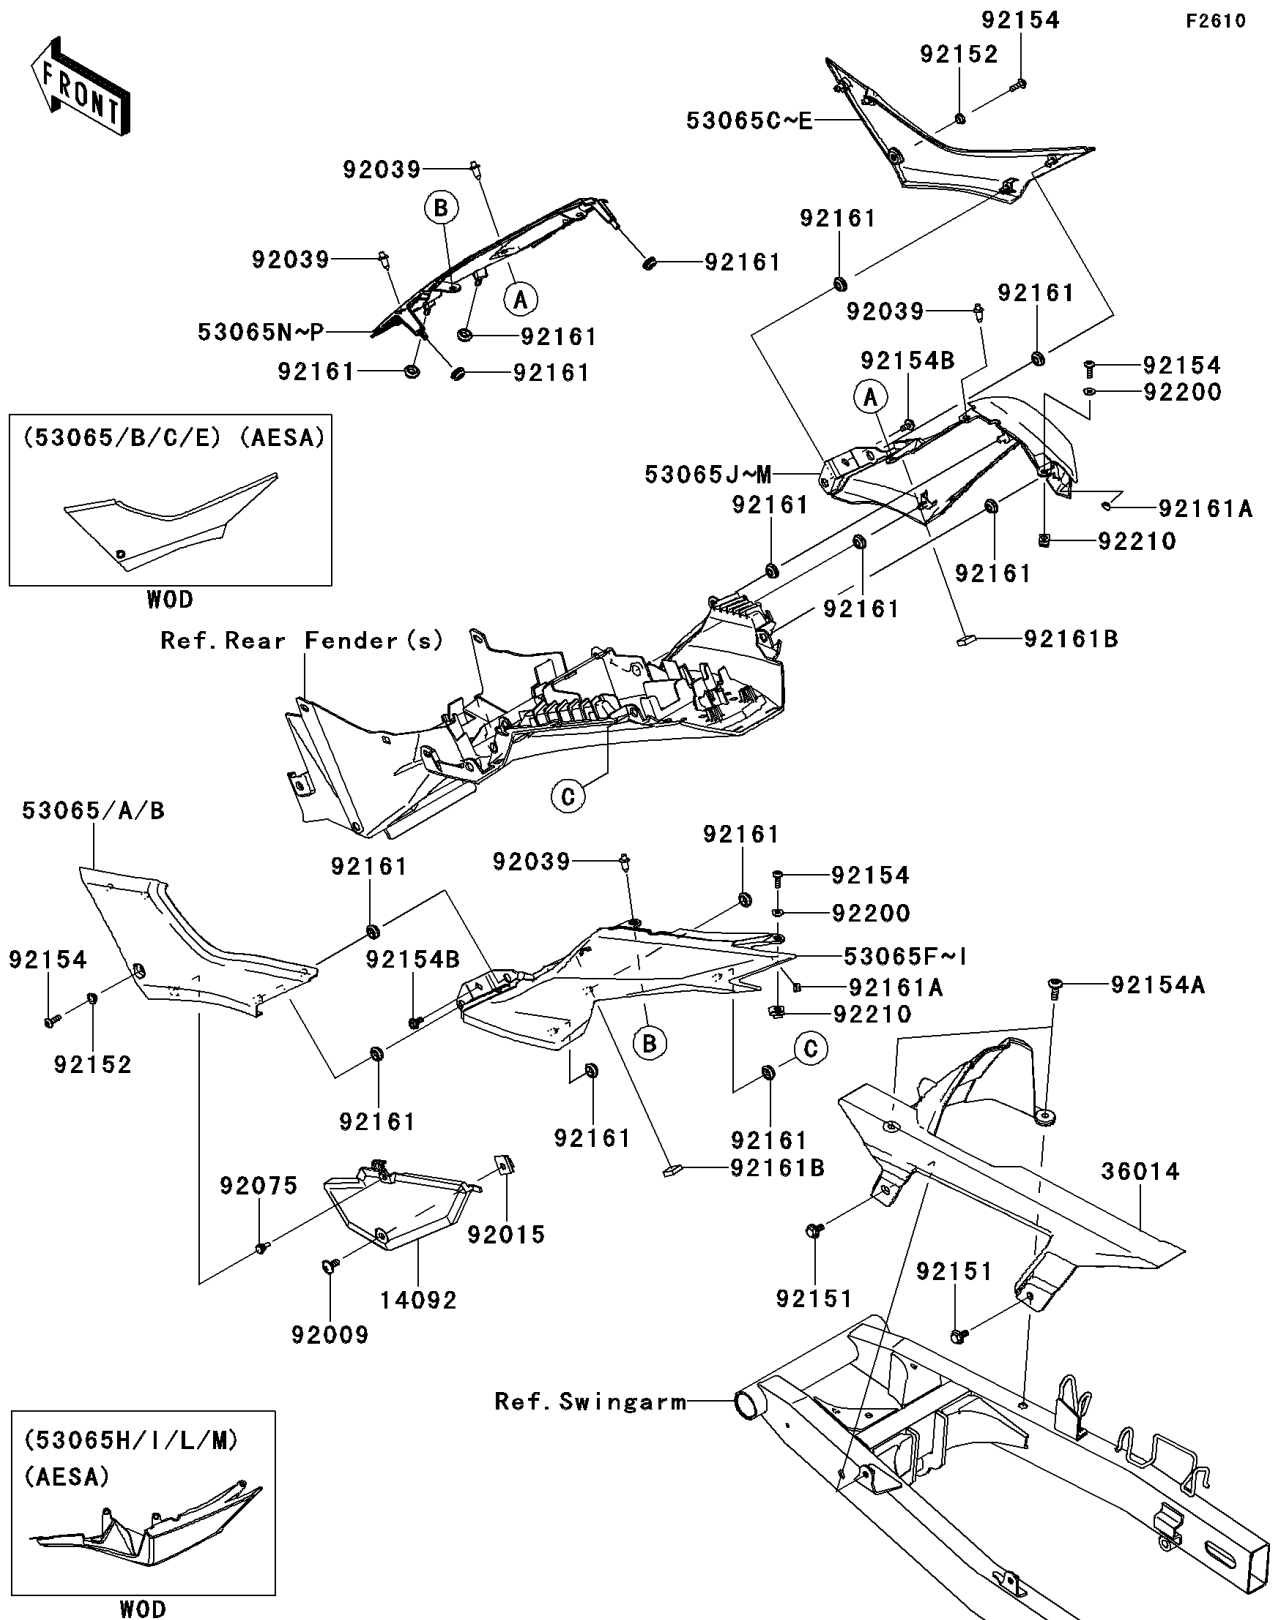 92154
F2610
92152
FRONT
53065C~E
92039
B
92161
92039
92161
A
92161
92039
53065N~P
92161
92154B
92154
92161
92161
92200
A
(53065/B/C/E) (AESA)
53065J~M
92161
92161A
92210
92161
WOD
92161
Ref.Rear Fender(s)
92161B
C
53065/A/B
92161
92161
92039
92154
92200
92154
92154B
53065F~I
92161A
92154A
92210
B
C
92152
92161
92161
92161
92161B
36014
92075
92015
92151
14092
92151
92009
Ref.Swingarm
(53065H/I/L/M)
(AESA)
WOD